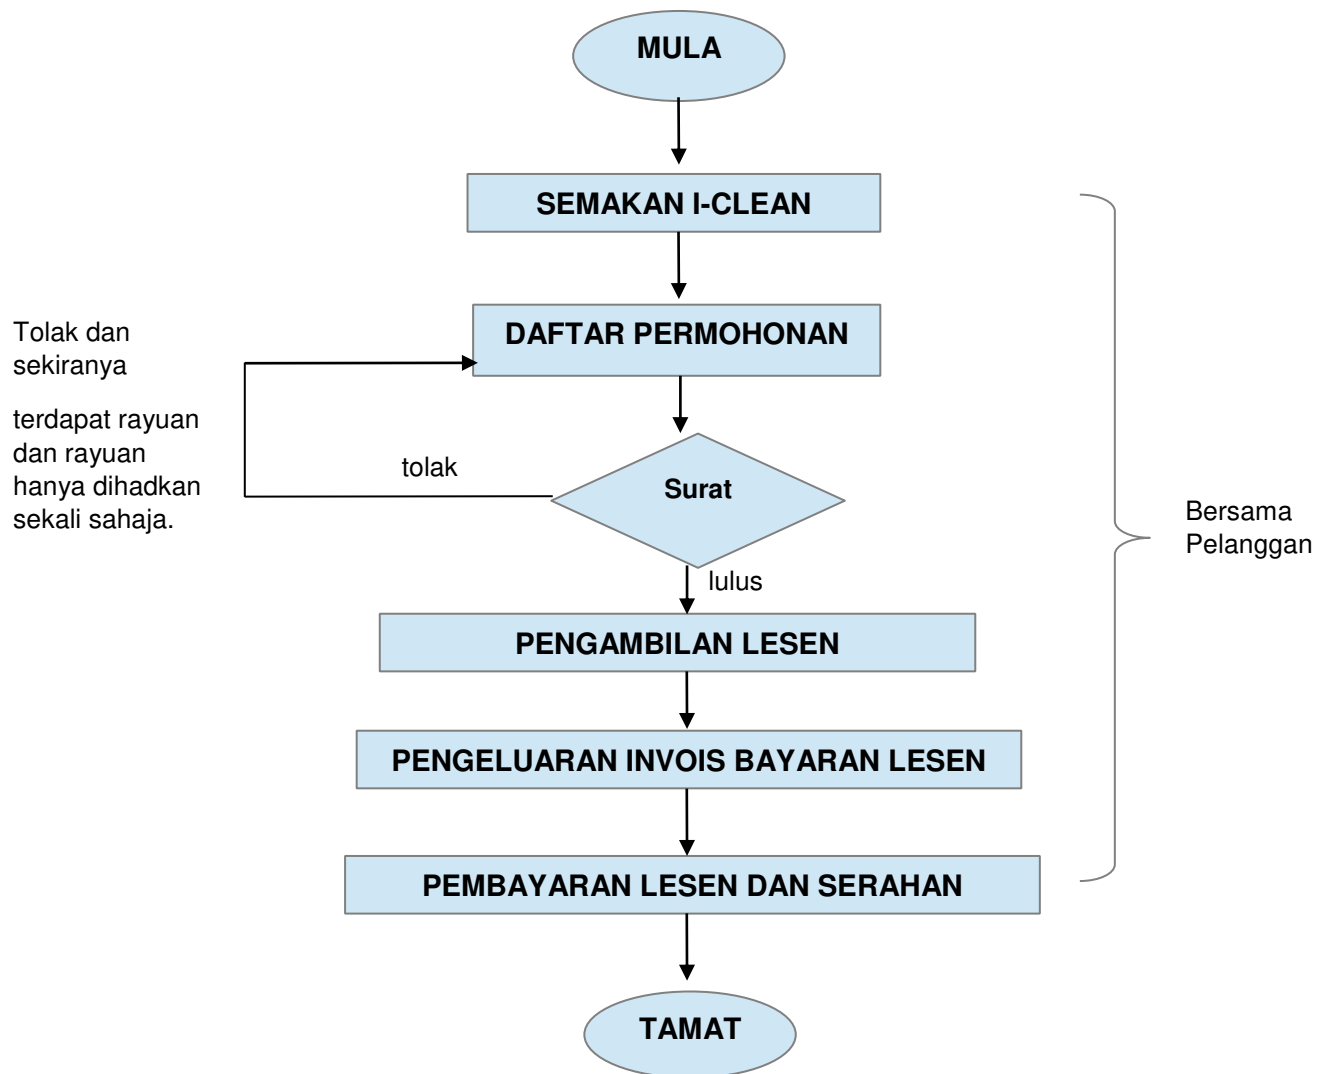 MULA
SEMAKAN I-CLEAN
DAFTAR PERMOHONAN
Tolak dan
sekiranya
terdapat rayuan
dan rayuan
hanya dihadkan
sekali sahaja.
tolak
Surat
lulus
Bersama
Pelanggan
PENGAMBILAN LESEN
PENGELUARAN INVOIS BAYARAN LESEN
PEMBAYARAN LESEN DAN SERAHAN
TAMAT